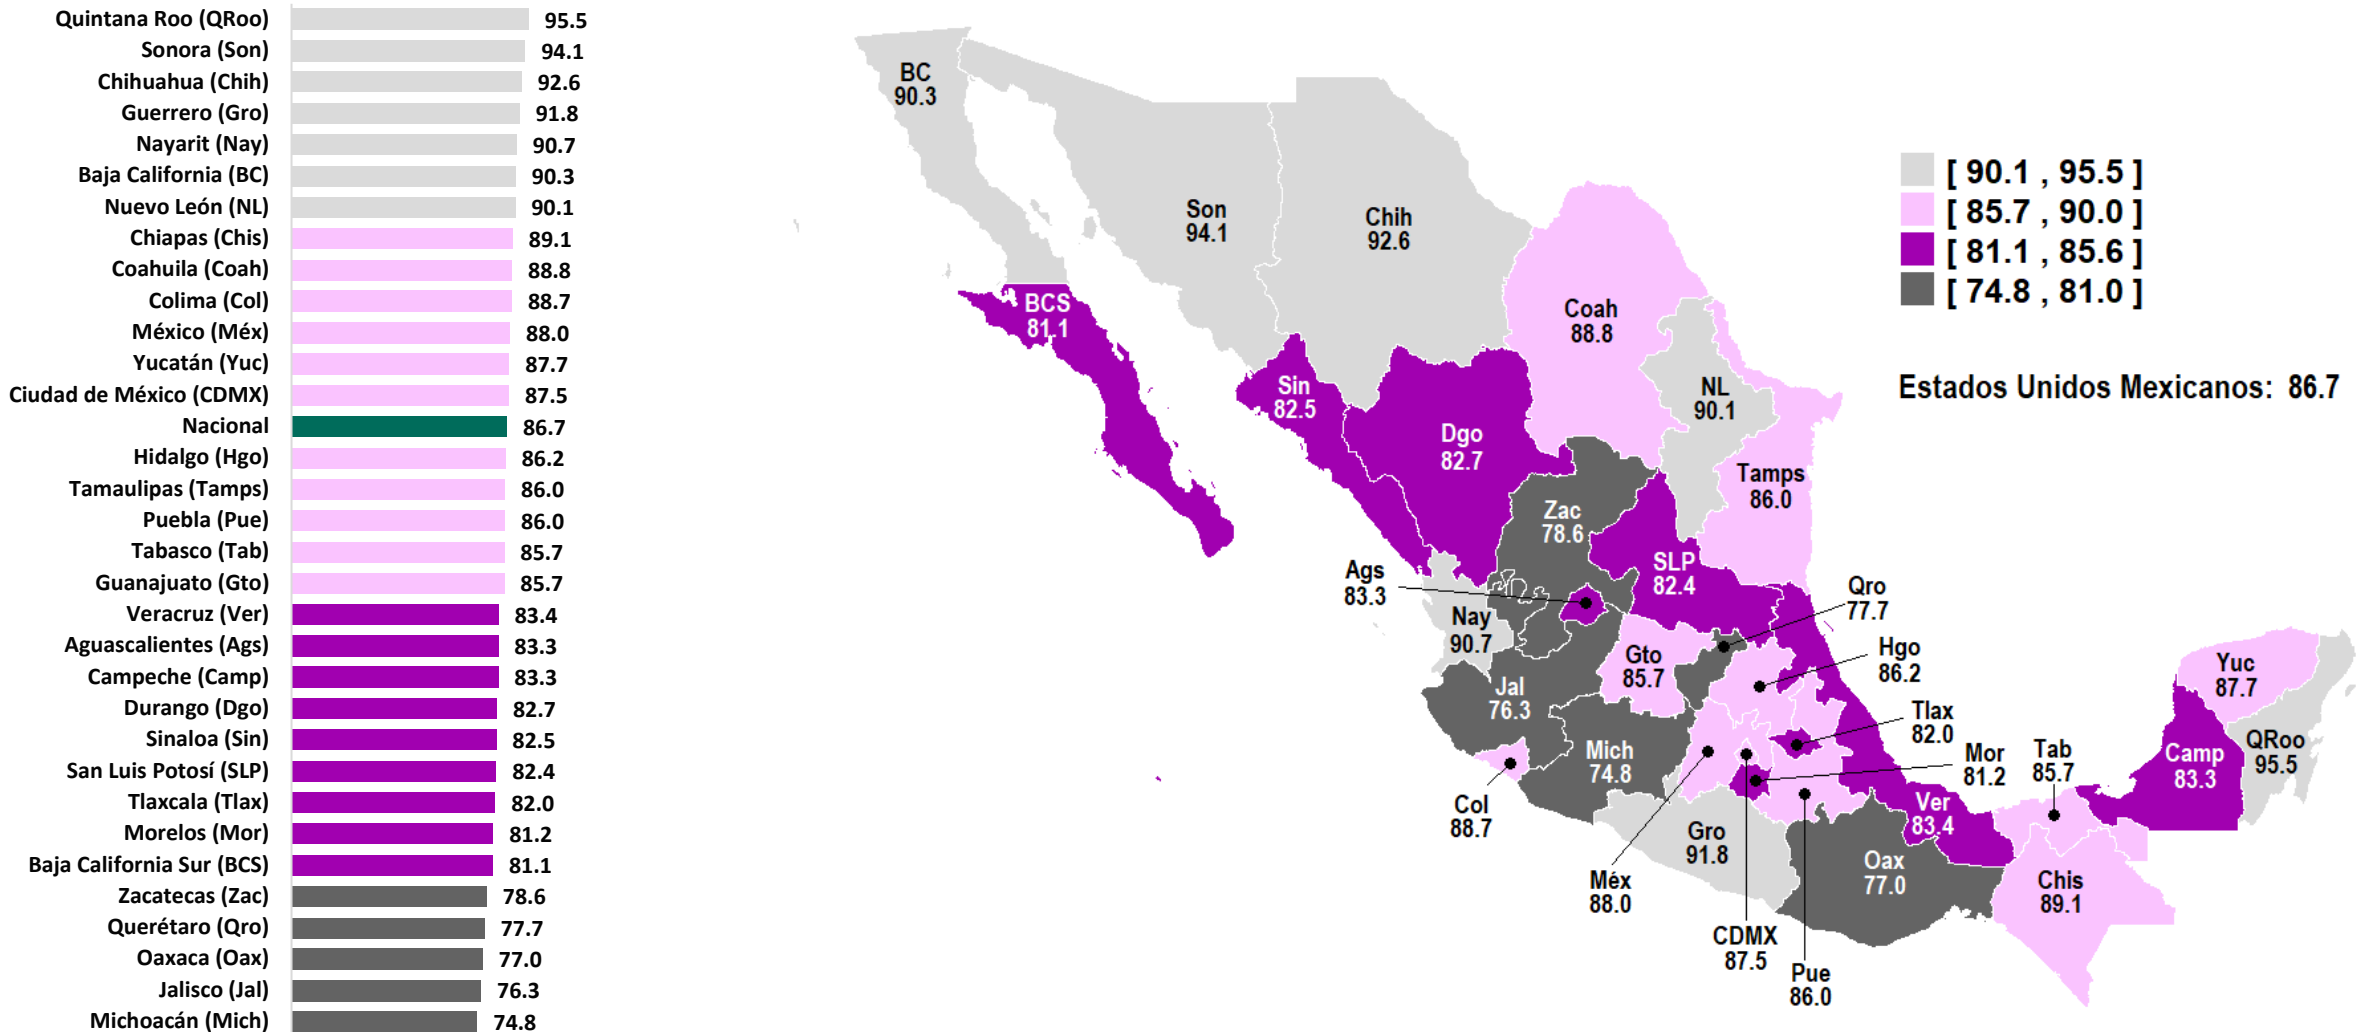 Quintana Roo (QRoo) 95.5
Sonora (Son) 94.1
Chihuahua (Chih) 92.6
Guerrero (Gro) 91.8
Nayarit (Nay) 90.7
Baja California (BC) 90.3
Nuevo León (NL) 90.1
Chiapas (Chis) 89.1
Coahuila (Coah) 88.8
Colima (Col) 88.7
México (Méx) 88.0
Yucatán (Yuc) 87.7
Ciudad de México (CDMX) 87.5
Nacional 86.7
Hidalgo (Hgo) 86.2
Tamaulipas (Tamps) 86.0
Puebla (Pue) 86.0
Tabasco (Tab) 85.7
Guanajuato (Gto) 85.7
Veracruz (Ver) 83.4
Aguascalientes (Ags) 83.3
Campeche (Camp) 83.3
Durango (Dgo) 82.7
Sinaloa (Sin) 82.5
San Luis Potosí (SLP) 82.4
Tlaxcala (Tlax) 82.0
Morelos (Mor) 81.2
Baja California Sur (BCS) 81.1
Zacatecas (Zac) 78.6
Querétaro (Qro) 77.7
Oaxaca (Oax) 77.0
Jalisco (Jal) 76.3
Michoacán (Mich) 74.8
BC
90.3
Son
94.1
Chih
92.6
BCS
81.1
Coah
88.8
Sin
82.5
NL
90.1
Dgo
82.7
Tamps
86.0
Zac
78.6
SLP
82.4
Ags
83.3
Qro
77.7
Nay
90.7
Hgo
86.2
Gto
85.7
Yuc
87.7
Jal
76.3
Tlax
82.0
Mich
74.8
Mor
81.2
Tab
85.7
Camp
83.3
QRoo
95.5
Col
88.7
Ver
83.4
Gro
91.8
Oax
77.0
Méx
88.0
Chis
89.1
CDMX
87.5
Pue
86.0
[ 90.1 , 95.5 ]
[ 85.7 , 90.0 ]
[ 81.1 , 85.6 ]
[ 74.8 , 81.0 ]
Estados Unidos Mexicanos: 86.7